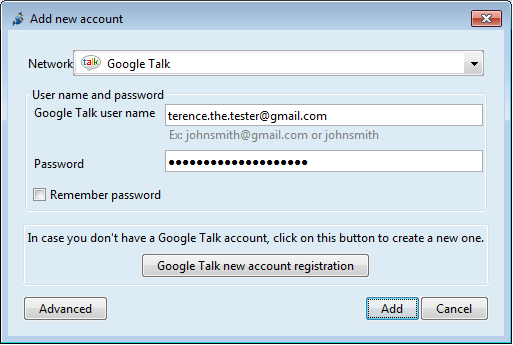 Add new account
Network talk Google Talk
User name and password
Google Talk user name terence.the.tester@gmail.com
Ex: johnsmith@gmail.com or johnsmith
Password ●●●●●●●●●●●●●●●●●●●●
Remember password
In case you don't have a Google Talk account, click on this button to create a new one.
Google Talk new account registration
Advanced Add Cancel